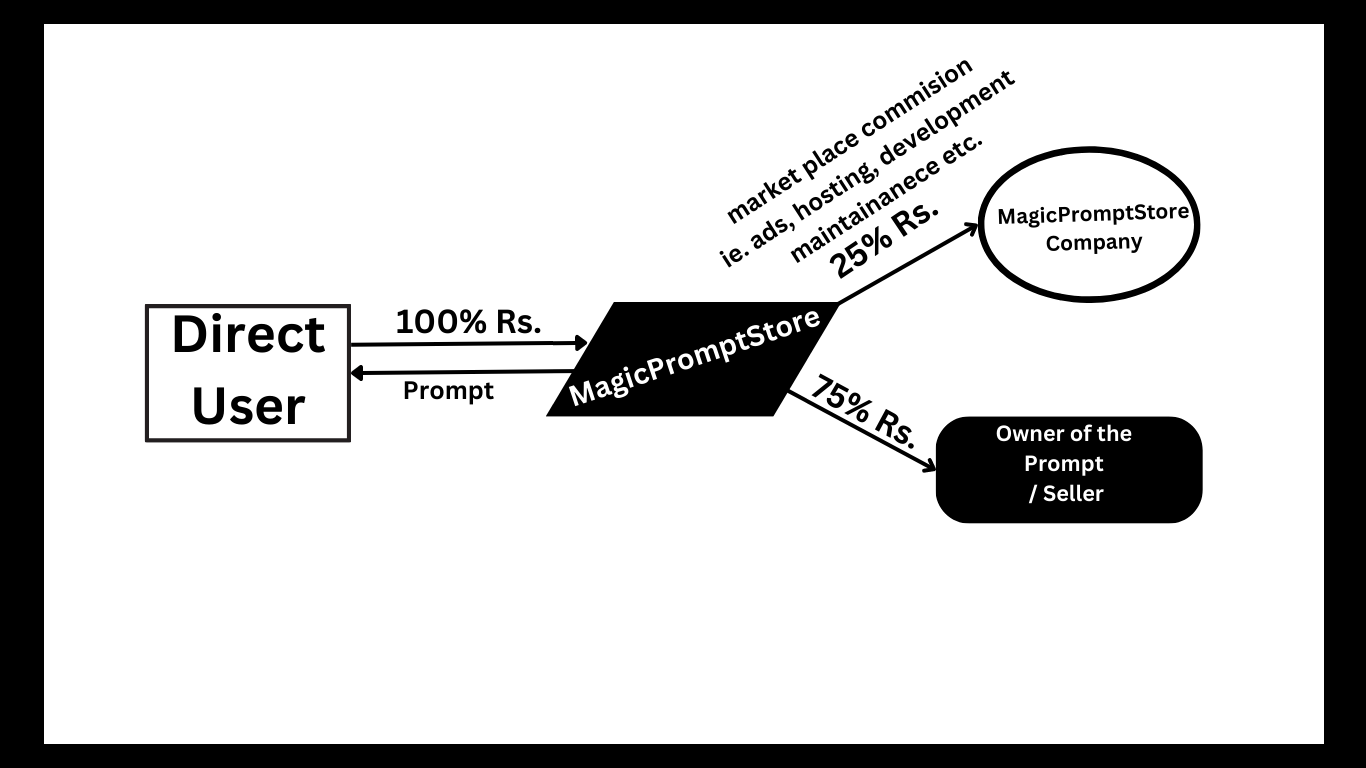 Direct
User
100% Rs.
Prompt
MagicPromptStore
market place commision
ie. ads, hosting, development
maintainanece etc.
25% Rs.
MagicPromptStore
Company
75% Rs.
Owner of the
Prompt
/ Seller